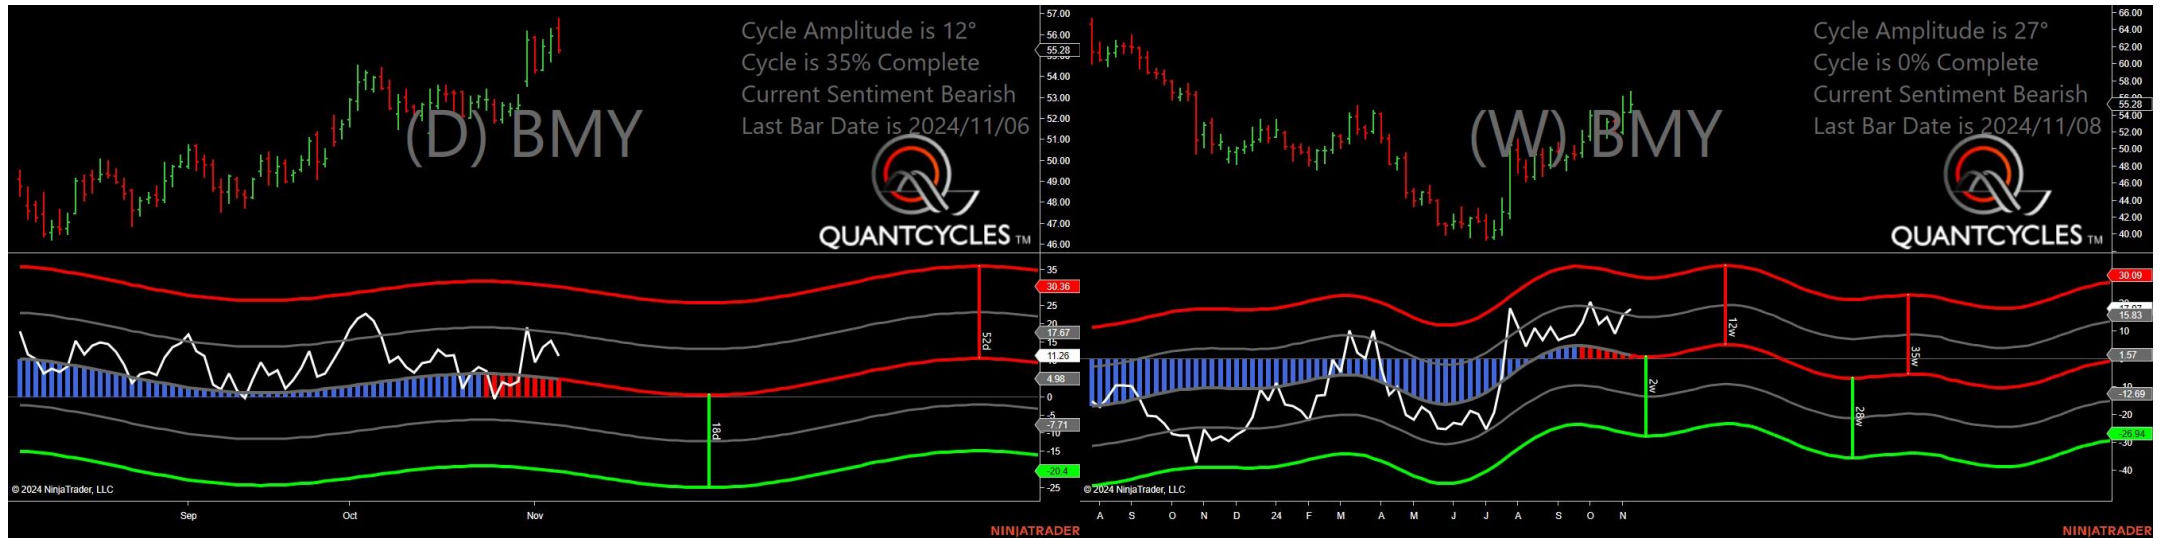 Cycle Amplitude is 12°
Cycle is 35% Complete
Current Sentiment Bearish
Last Bar Date is 2024/11/06
(D) BMY
QUANTCYCLES TM
57.00
56.00
55.28
55.00
54.00
53.00
52.00
51.00
50.00
49.00
48.00
47.00
46.00
35
30.36
25
20
17.67
15
11.26
4.98
0
-5
-7.71
-10
-15
-20.4
-25
52d
18d
© 2024 NinjaTrader, LLC
Sep Oct Nov
NINJATRADER
Cycle Amplitude is 27°
Cycle is 0% Complete
Current Sentiment Bearish
Last Bar Date is 2024/11/08
(W) BMY
QUANTCYCLES TM
66.00
64.00
62.00
60.00
58.00
56.00
55.28
54.00
52.00
50.00
48.00
46.00
44.00
42.00
40.00
30.09
15.83
10
1.57
-12.69
-20
-26.94
-30
-40
12w
35w
2w
28w
© 2024 NinjaTrader, LLC
A S O N D 24 F M A M J J A S O N
NINJATRADER